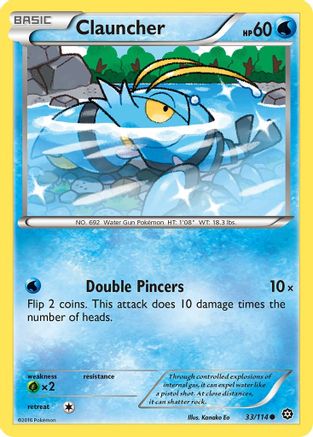 BASIC
Clauncher
HP60
NO. 692 Water Gun Pokémon HT: 1'08" WT: 18.3 lbs.
Double Pincers 10×
Flip 2 coins. This attack does 10 damage times the
number of heads.
weakness
×2
resistance
retreat
Through controlled explosions of
internal gas, it can expel water like
a pistol shot. At close distances,
it can shatter rock.
©2016 Pokémon
Illus. Kanako Eo
33/114